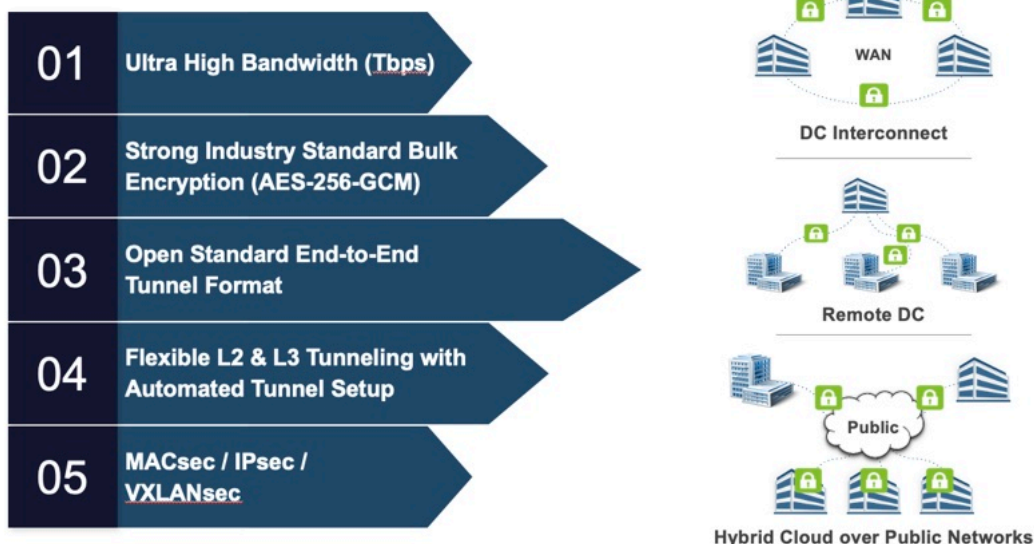 01
Ultra High Bandwidth (Tbps)
02
Strong Industry Standard Bulk
Encryption (AES-256-GCM)
03
Open Standard End-to-End
Tunnel Format
04
Flexible L2 & L3 Tunneling with
Automated Tunnel Setup
05
MACsec / IPsec /
VXLANsec
WAN
DC Interconnect
Remote DC
Public
Hybrid Cloud over Public Networks